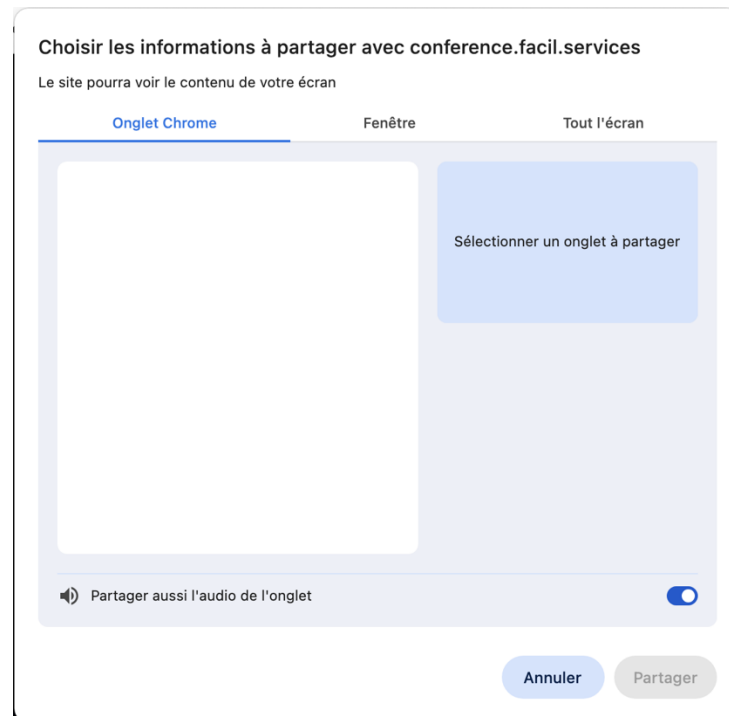 Choisir les informations à partager avec conference.facil.services
Le site pourra voir le contenu de votre écran
Onglet Chrome
Fenêtre
Tout l'écran
Sélectionner un onglet à partager
Partager aussi l'audio de l'onglet
Annuler
Partager